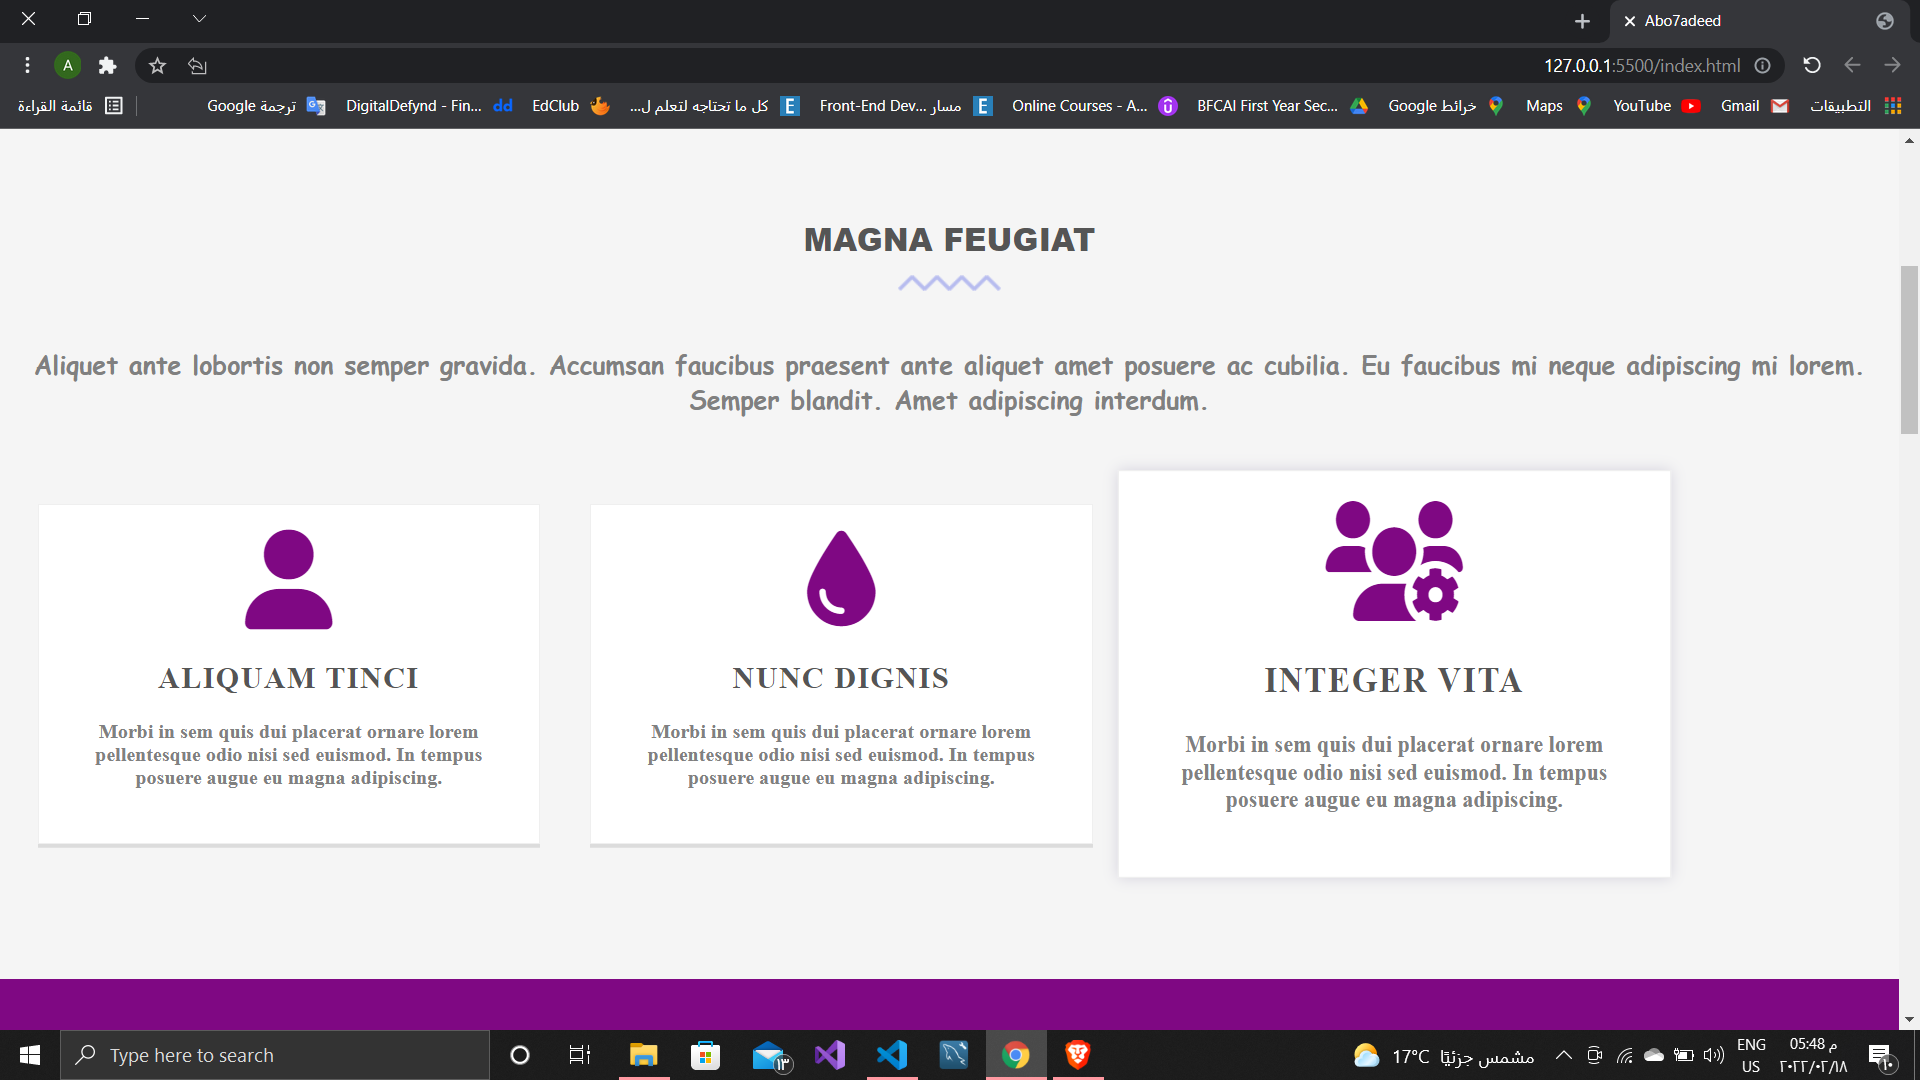 Abo7adeed
127.0.0.1:5500/index.html
A
التطبيقات
Gmail
YouTube
Maps
خرائط Google
BFCAI First Year Sec...
Online Courses - A...
مسار Front-End Dev...
كل ما تحتاجه لتعلم ل...
EdClub
DigitalDefynd - Fin...
ترجمة Google
قائمة القراءة
MAGNA FEUGIAT
Aliquet ante lobortis non semper gravida. Accumsan faucibus praesent ante aliquet amet posuere ac cubilia. Eu faucibus mi neque adipiscing mi lorem.
Semper blandit. Amet adipiscing interdum.
ALIQUAM TINCI
Morbi in sem quis dui placerat ornare lorem
pellentesque odio nisi sed euismod. In tempus
posuere augue eu magna adipiscing.
NUNC DIGNIS
Morbi in sem quis dui placerat ornare lorem
pellentesque odio nisi sed euismod. In tempus
posuere augue eu magna adipiscing.
INTEGER VITA
Morbi in sem quis dui placerat ornare lorem
pellentesque odio nisi sed euismod. In tempus
posuere augue eu magna adipiscing.
Type here to search
١٣
17°C مشمس جزئيًا
ENG
US
05:48 م
٢٠٢٢/٠٢/١٨
١٠